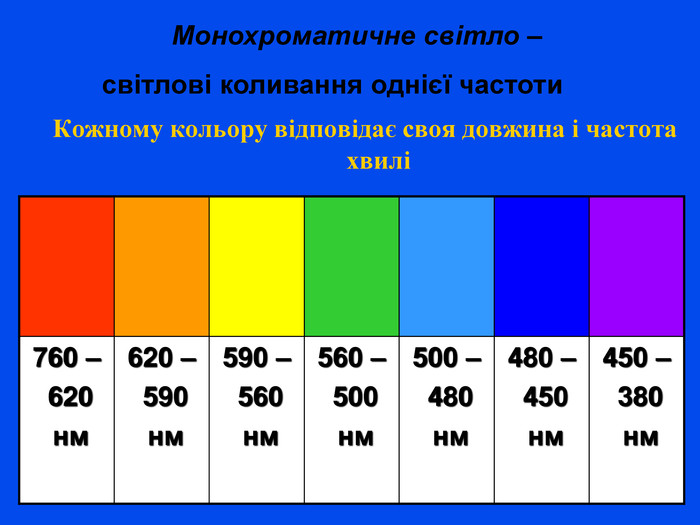 Монохроматичне світло –
світлові коливання однієї частоти
Кожному кольору відповідає своя довжина і частота
хвилі
760 – 620 – 590 – 560 – 500 – 480 – 450 –
620 590 560 500 480 450 380
нм нм нм нм нм нм нм